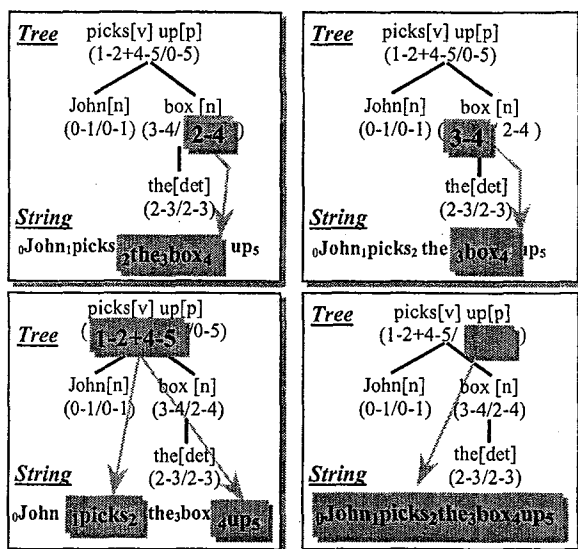 Tree
picks[v] up[p]
(1-2+4-5/0-5)
John[n] box [n]
(0-1/0-1) (3-4/ 2-4 )
the[det]
(2-3/2-3)
String
0John1picks 2the3box4 up5
Tree
picks[v] up[p]
(1-2+4-5/0-5)
John[n] box [n]
(0-1/0-1) ( 3-4 / 2-4 )
the[det]
(2-3/2-3)
String
0John1picks2 the 3box4 up5
picks[v] up[p]
Tree ( 1-2+4-5 /0-5)
John[n] box [n]
(0-1/0-1) (3-4/2-4)
the[det]
(2-3/2-3)
String
0John 1picks2 the3box 4up5
Tree
picks[v] up[p]
(1-2+4-5/ )
John[n] box [n]
(0-1/0-1) (3-4/2-4)
the[det]
(2-3/2-3)
String
0John1picks2the3box4up5